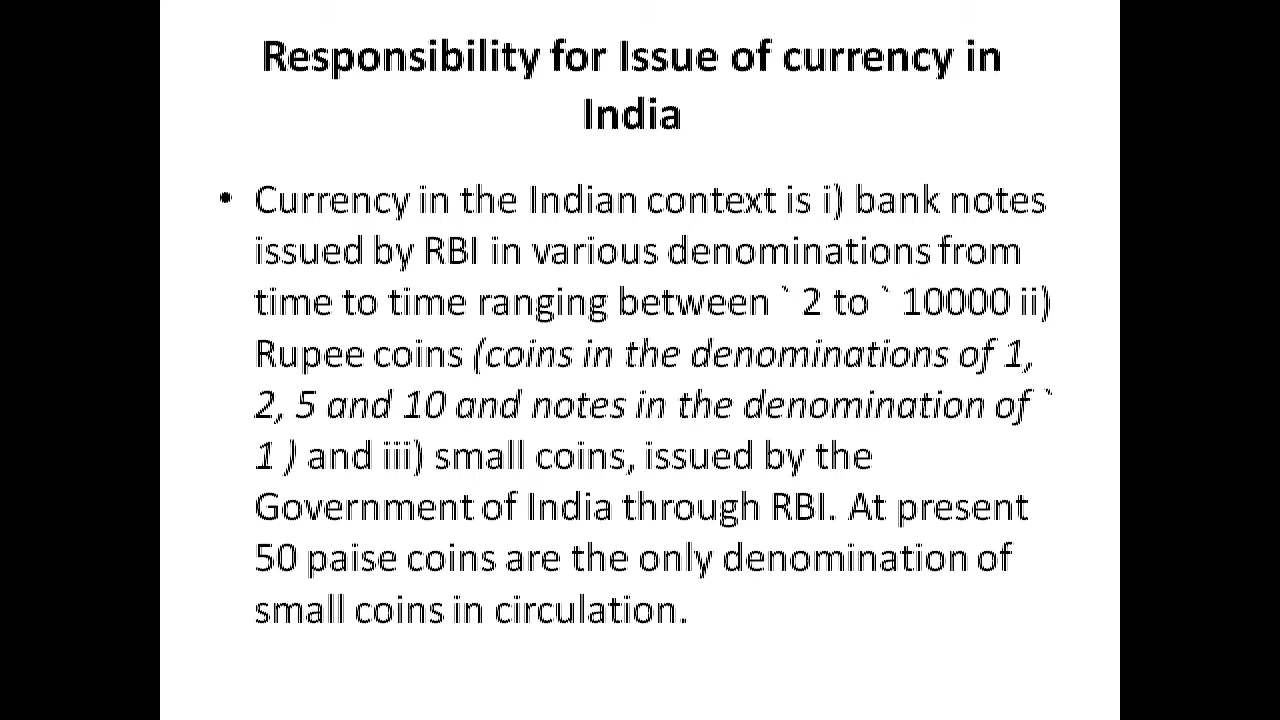 Responsibility for Issue of currency in
India
• Currency in the Indian context is i) bank notes
issued by RBI in various denominations from
time to time ranging between ` 2 to ` 10000 ii)
Rupee coins (coins in the denominations of 1,
2, 5 and 10 and notes in the denomination of `
1 ) and iii) small coins, issued by the
Government of India through RBI. At present
50 paise coins are the only denomination of
small coins in circulation.